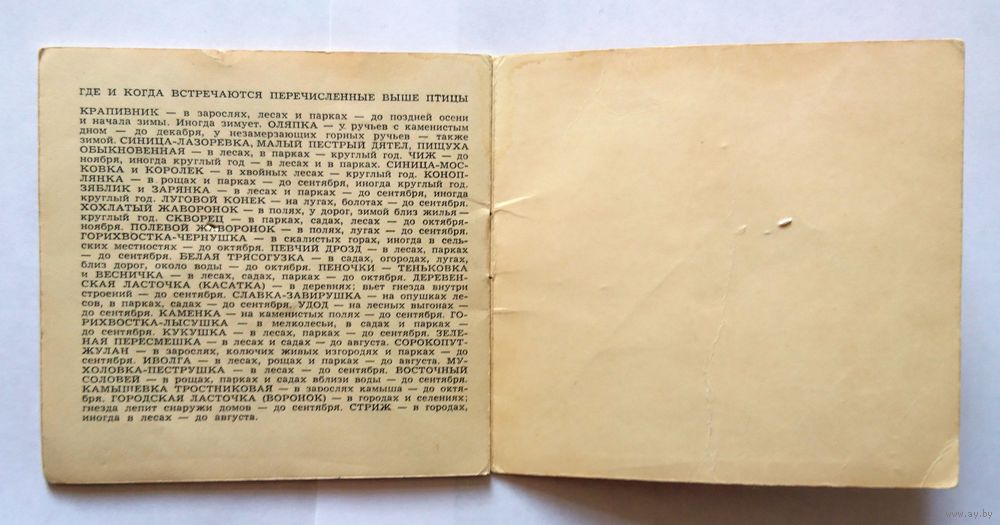 ГДЕ И КОГДА ВСТРЕЧАЮТСЯ ПЕРЕЧИСЛЕННЫЕ ВЫШЕ ПТИЦЫ
КРАПИВНИК — в зарослях, лесах и парках — до поздней осени
и начала зимы. Иногда зимует. ОЛЯПКА — у ручьев с каменистым
дном — до декабря, у незамерзающих горных ручьев — также
зимой. СИНИЦА-ЛАЗОРЕВКА, МАЛЫЙ ПЕСТРЫЙ ДЯТЕЛ, ПИЩУХА
ОБЫКНОВЕННАЯ — в лесах, в парках — круглый год. ЧИЖ — до
ноября, иногда круглый год — в лесах и в парках. СИНИЦА-МОС-
КОВКА и КОРОЛЕК — в хвойных лесах — круглый год. КОНОП-
ЛЯНКА — в рощах и парках — до сентября, иногда круглый год.
ЗЯБЛИК и ЗАРЯНКА — в лесах и парках — до сентября, иногда
круглый год. ЛУГОВОЙ КОНЕК — на лугах, болотах — до сентября.
ХОХЛАТЫЙ ЖАВОРОНОК — в полях, у дорог, зимой близ жилья —
круглый год. СКВОРЕЦ — в парках, садах, лесах — до октября-
ноября. ПОЛЕВОЙ ЖАВОРОНОК — в полях, лугах — до сентября.
ГОРИХВОСТКА-ЧЕРНУШКА — в скалистых горах, иногда в сель-
ских местностях — до октября. ПЕВЧИЙ ДРОЗД — в лесах, парках
— до сентября. БЕЛАЯ ТРЯСОГУЗКА — в садах, огородах, лугах,
близ дорог, около воды — до октября. ПЕНОЧКИ — ТЕНЬКОВКА
и ВЕСНИЧКА — в лесах, садах, парках — до октября. ДЕРЕВЕН-
СКАЯ ЛАСТОЧКА (КАСАТКА) — в деревнях; вьет гнезда внутри
строений — до сентября. СЛАВКА-ЗАВИРУШКА — на опушках ле-
сов, в парках, садах — до сентября. УДОД — на лесных выгонах —
до сентября. КАМЕНКА — на каменистых полях — до сентября. ГО-
РИХВОСТКА-ЛЫСУШКА — в мелколесьи, в садах и парках —
до сентября. КУКУШКА — в лесах, парках — до сентября. ЗЕЛЕ-
НАЯ ПЕРЕСМЕШКА — в лесах и садах — до августа. СОРОКОПУТ-
ЖУЛАН — в зарослях, колючих живых изгородях и парках — до
сентября. ИВОЛГА — в лесах, рощах и парках — до августа. МУ-
ХОЛОВКА-ПЕСТРУШКА — в лесах — до сентября. ВОСТОЧНЫЙ
СОЛОВЕЙ — в рощах, парках и садах вблизи воды — до сентября.
КАМЫШЕВКА ТРОСТНИКОВАЯ — в зарослях камыша — до октя-
бря. ГОРОДСКАЯ ЛАСТОЧКА (ВОРОНОК) — в городах и селениях;
гнезда лепит снаружи домов — до сентября. СТРИЖ — в городах,
иногда в лесах — до августа.
www.ay.by